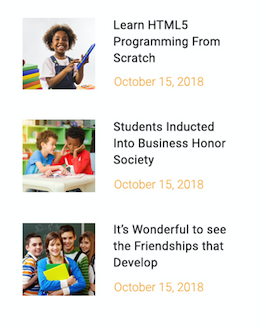 Learn HTML5
Programming From
Scratch
October 15, 2018
Students Inducted
Into Business Honor
Society
October 15, 2018
It's Wonderful to see
the Friendships that
Develop
October 15, 2018